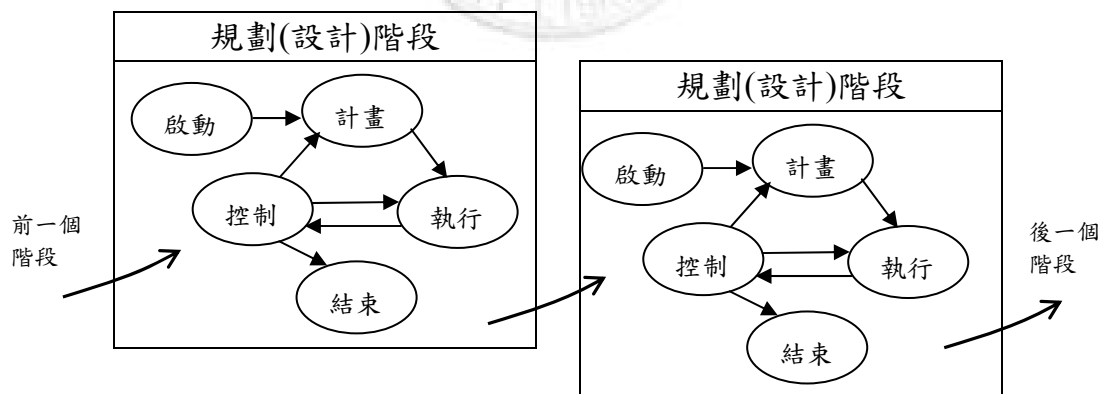 規劃(設計)階段
啟動
計畫
控制
執行
結束
前一個
階段
規劃(設計)階段
啟動
計畫
控制
執行
結束
後一個
階段